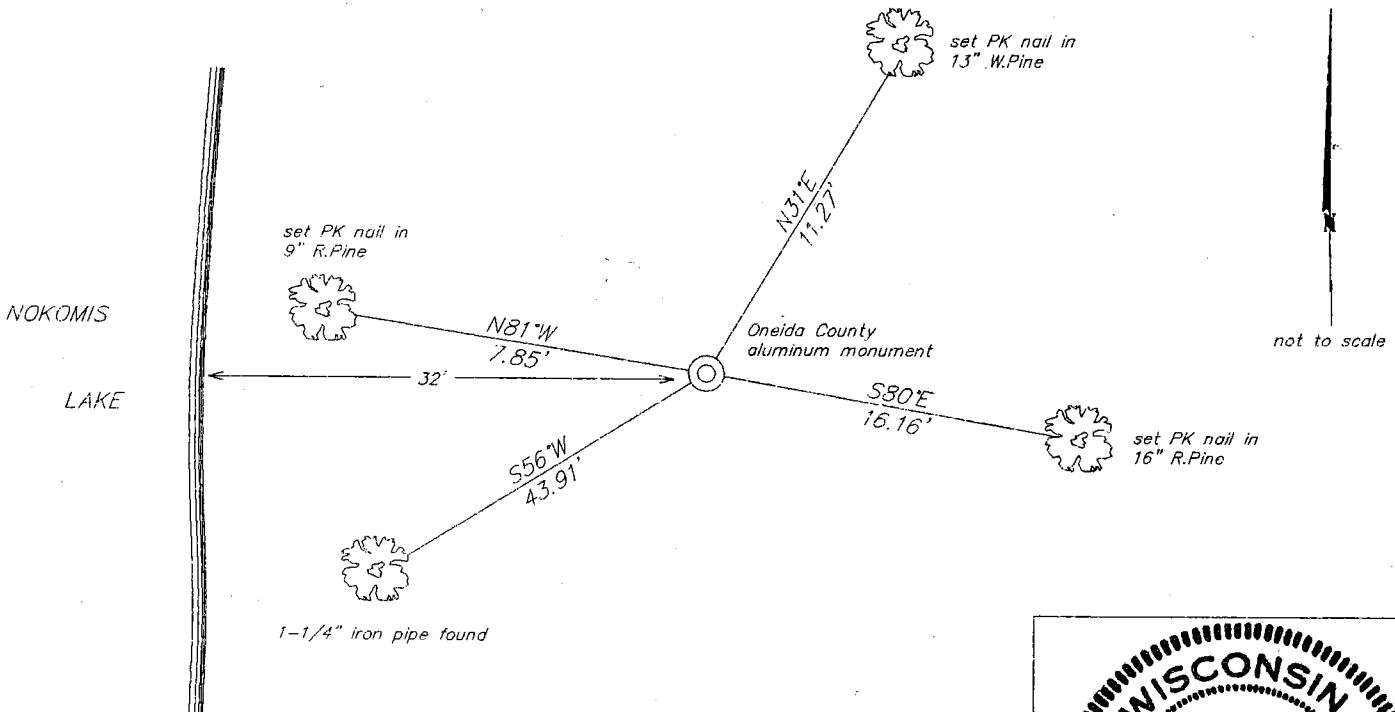 set PK nail in
13" W.Pine
N31°E
11.27'
N
not to scale
set PK nail in
9" R.Pine
NOKOMIS
LAKE
N81°W
7.85'
32'
Oneida County
aluminum monument
S80°E
16.16'
set PK nail in
16" R.Pine
S56°W
43.91'
1-1/4" iron pipe found
WISCONSIN